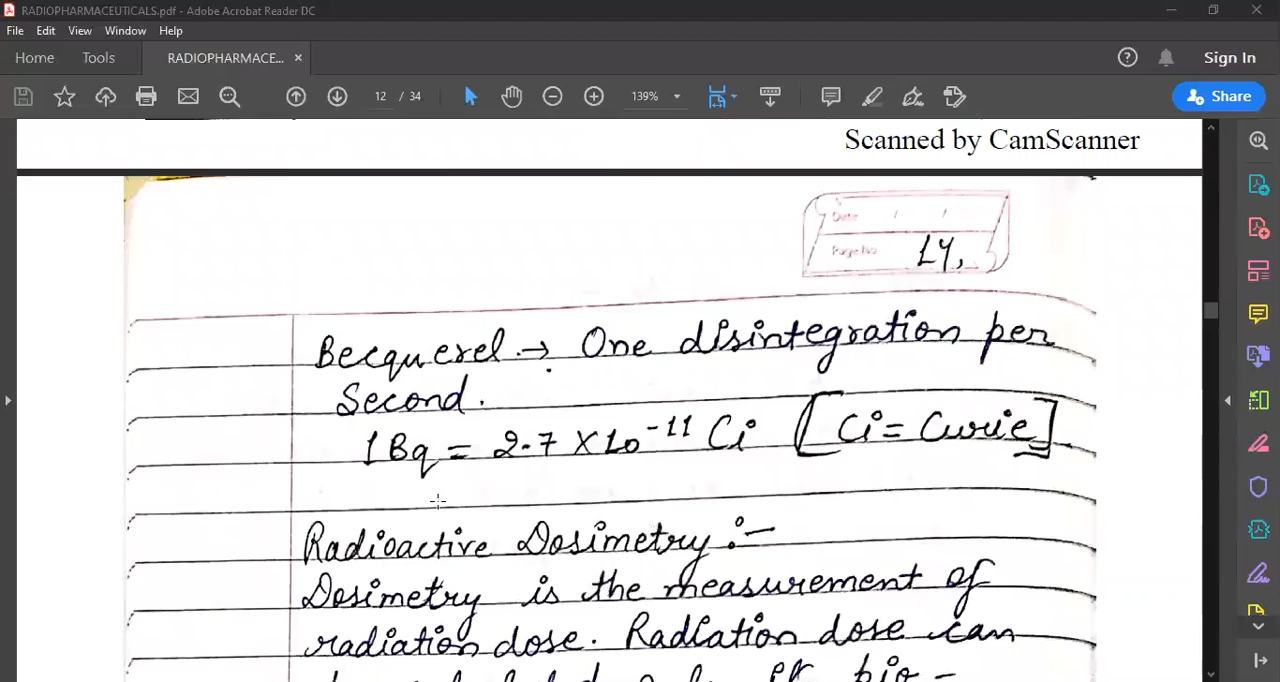 RADIOPHARMACEUTICALS.pdf - Adobe Acrobat Reader DC
File Edit View Window Help
Home Tools RADIOPHARMACE... × Sign In
12 / 34 139% Share
Scanned by CamScanner
Date / /
Page No 14,
Becquerel → One disintegration per
Second.
1 Bq = 2.7 X 10⁻¹¹ Ci [Ci = Curie]
Radioactive Dosimetry :-
Dosimetry is the measurement of
radiation dose. Radiation dose can